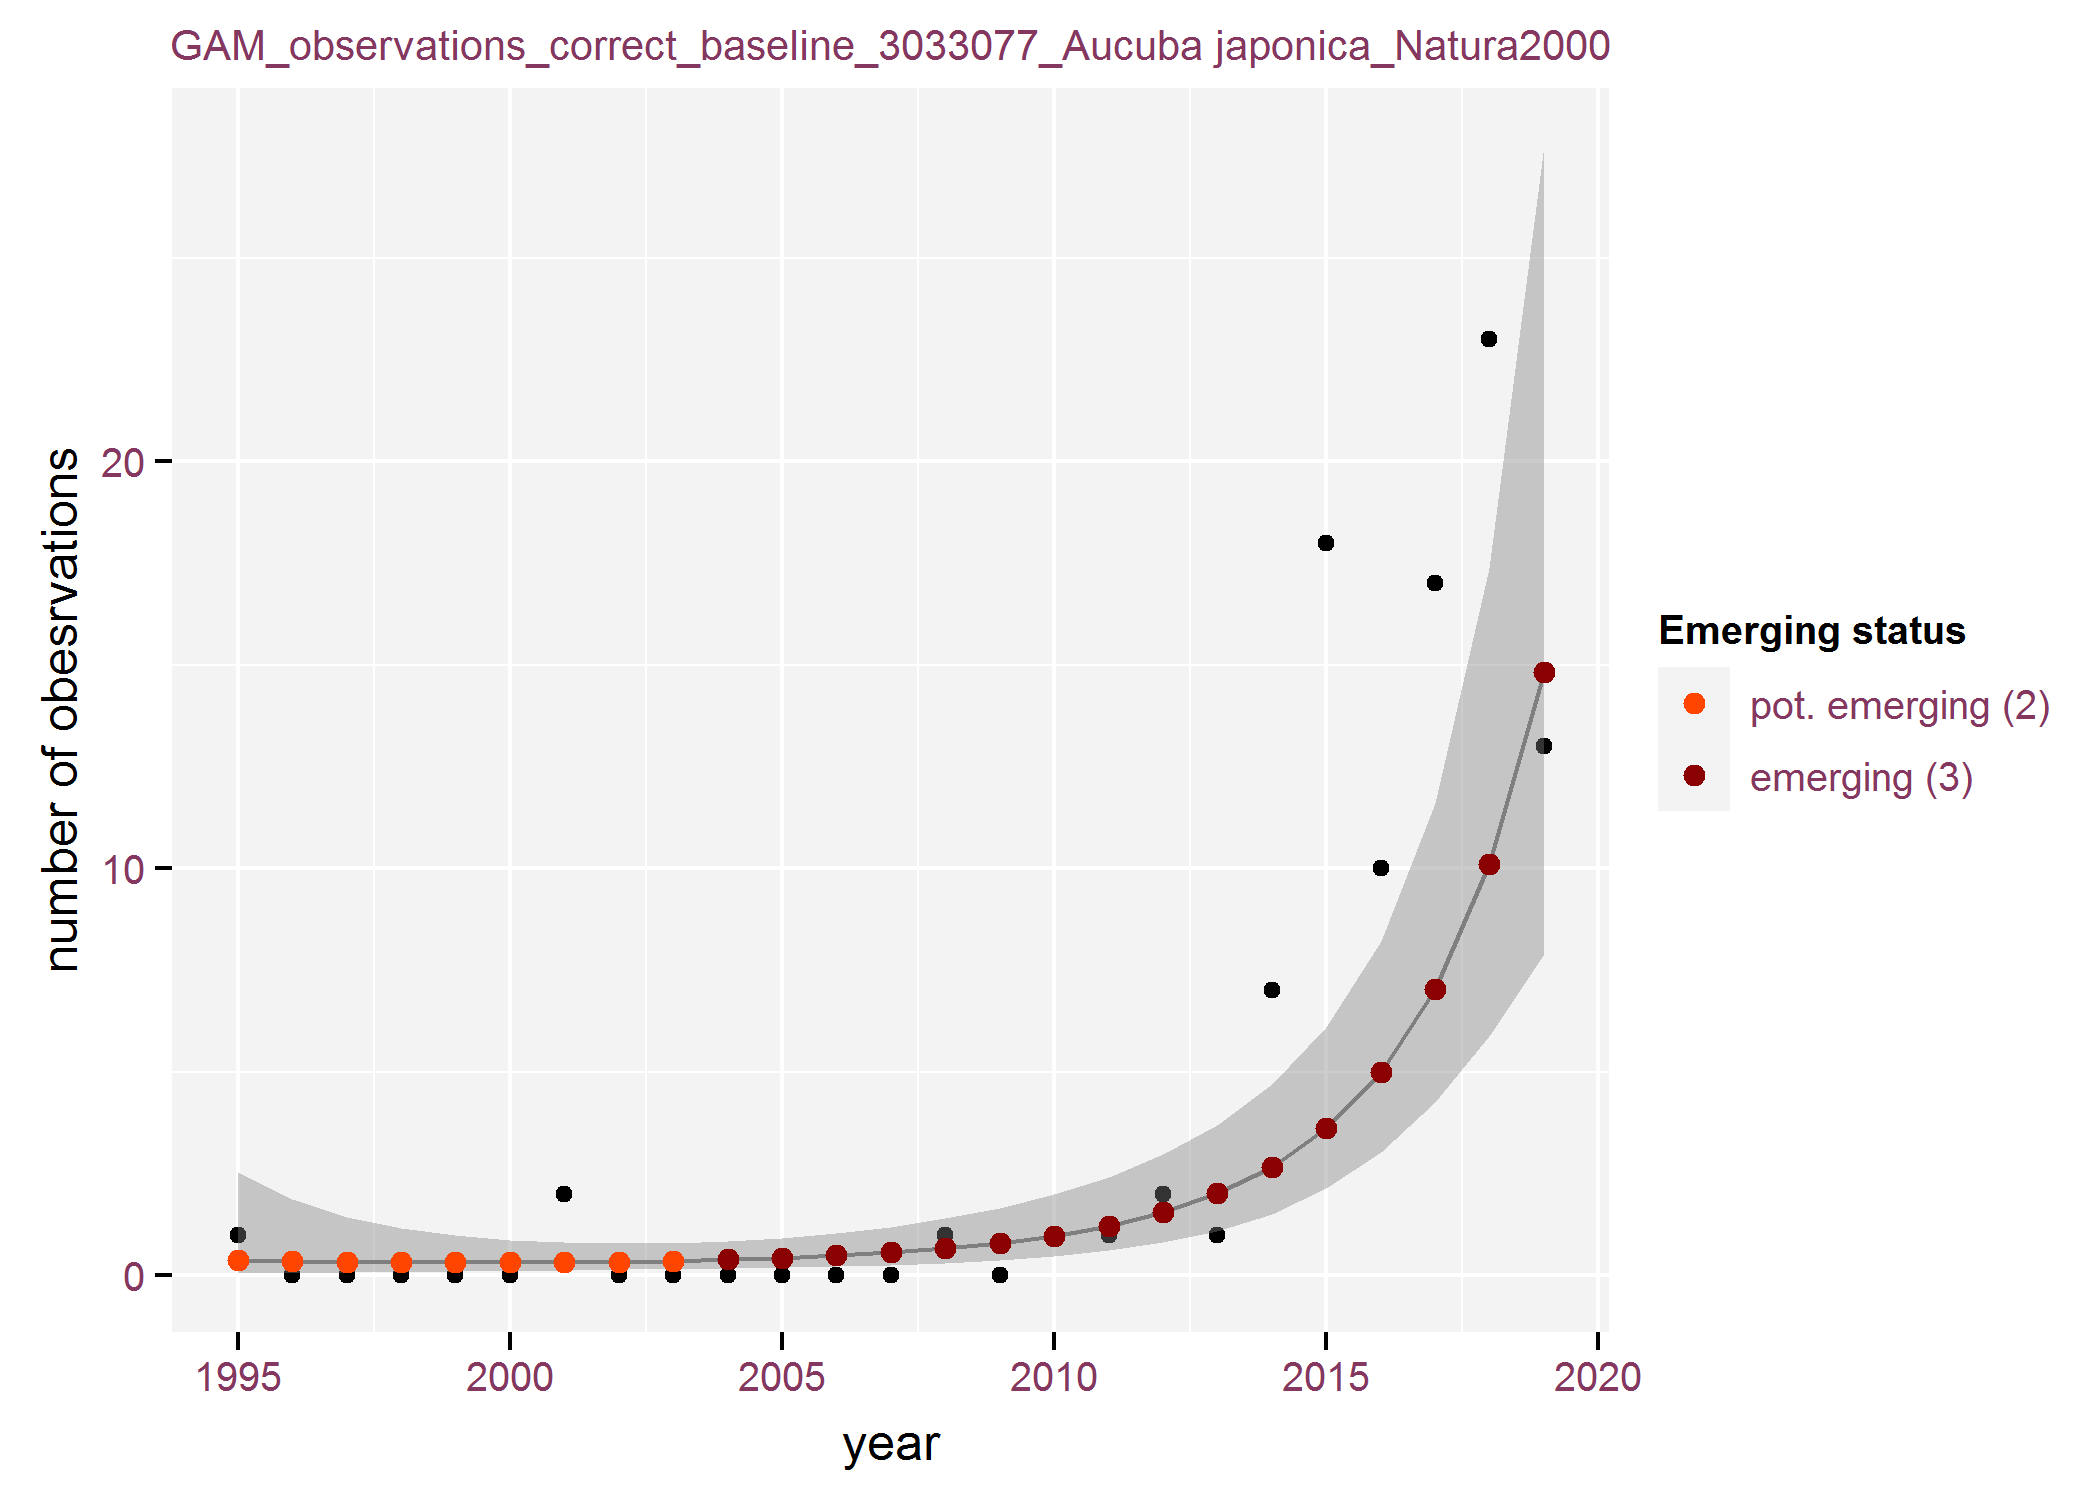 GAM_observations_correct_baseline_3033077_Aucuba japonica_Natura2000
number of obesrvations
20
10
0
1995 2000 2005 2010 2015 2020
year
Emerging status
pot. emerging (2)
emerging (3)